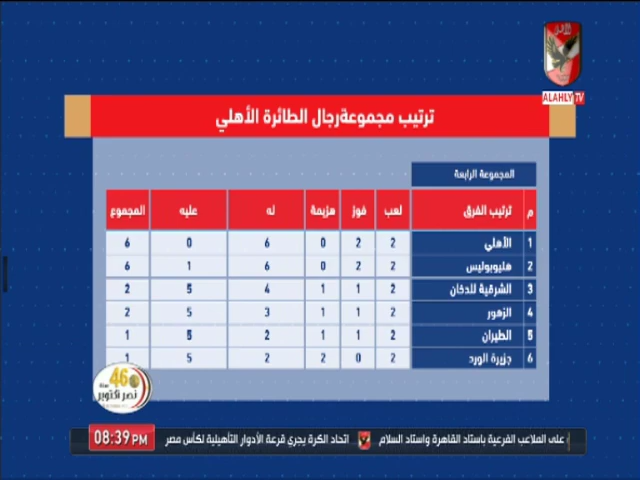 ALAHLY TV
ترتيب مجموعةرجال الطائرة الأهلي
المجموعة الرابعة
م ترتيب الفرق لعب فوز هزيمة له عليه المجموع
1 الأهلي 2 2 0 6 0 6
2 هليوبوليس 2 2 0 6 1 6
3 الشرقية للدخان 2 1 1 4 5 2
4 الزهور 2 1 1 3 5 2
5 الطيران 2 1 1 2 5 1
6 جزيرة الورد 2 0 2 2 5 1
46 سنة
نصر أكتوبر
على الملاعب الفرعية باستاد القاهرة واستاد السلام اتحاد الكرة يجري قرعة الأدوار التأهيلية لكأس مصر
08:39 PM